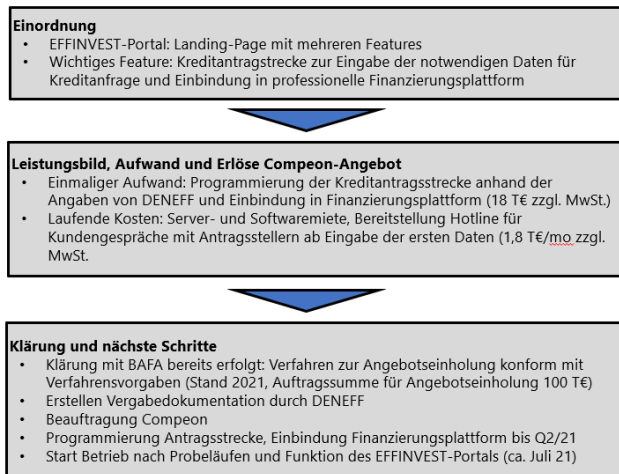 Einordnung
• EFFINVEST-Portal: Landing-Page mit mehreren Features
• Wichtiges Feature: Kreditantragstrecke zur Eingabe der notwendigen Daten für
Kreditanfrage und Einbindung in professionelle Finanzierungsplattform
Leistungsbild, Aufwand und Erlöse Compeon-Angebot
• Einmaliger Aufwand: Programmierung der Kreditantragsstrecke anhand der
Angaben von DENEFF und Einbindung in Finanzierungsplattform (18 T€ zzgl. MwSt.)
• Laufende Kosten: Server- und Softwaremiete, Bereitstellung Hotline für
Kundengespräche mit Antragsstellern ab Eingabe der ersten Daten (1,8 T€/mo zzgl.
MwSt.
Klärung und nächste Schritte
• Klärung mit BAFA bereits erfolgt: Verfahren zur Angebotseinholung konform mit
Verfahrensvorgaben (Stand 2021, Auftragssumme für Angebotseinholung 100 T€)
• Erstellen Vergabedokumentation durch DENEFF
• Beauftragung Compeon
• Programmierung Antragsstrecke, Einbindung Finanzierungsplattform bis Q2/21
• Start Betrieb nach Probeläufen und Funktion des EFFINVEST-Portals (ca. Juli 21)